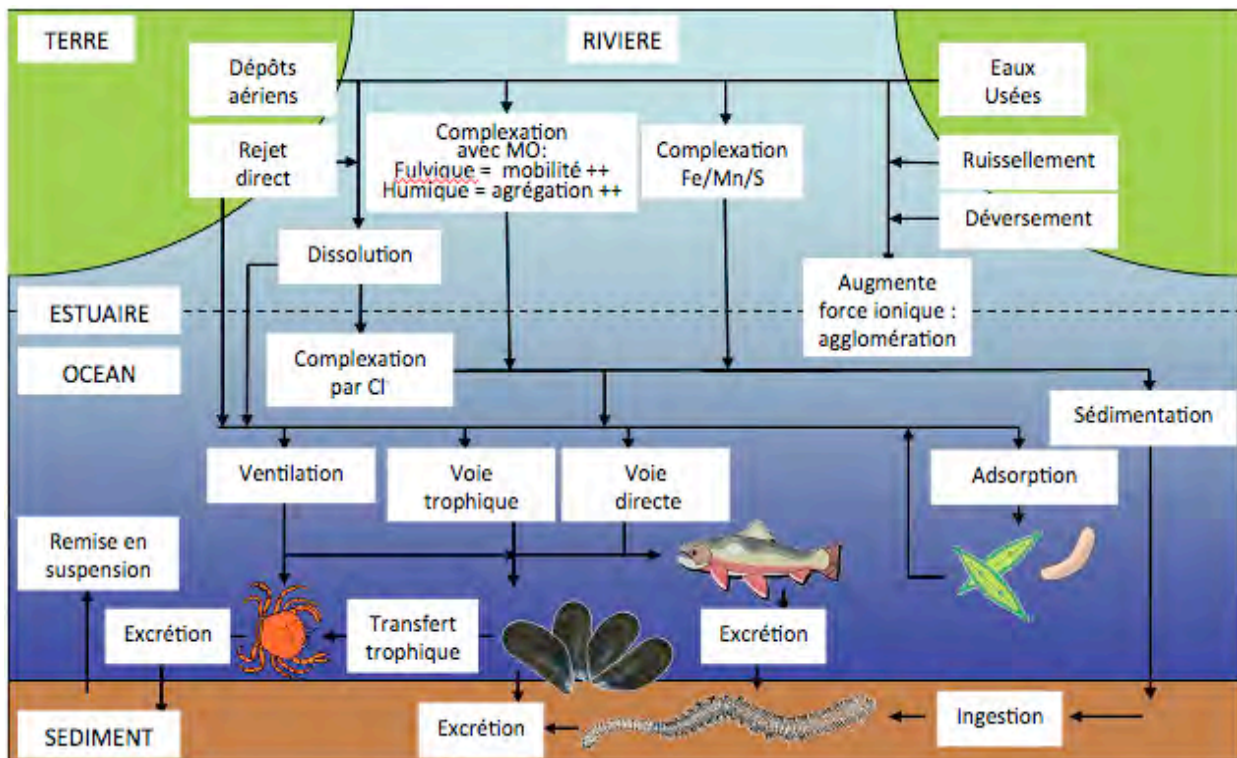 TERRE
RIVIERE
Dépôts
aériens
Eaux
Usées
Rejet
direct
Complexation
avec MO:
Fulvique = mobilité ++
Humique = agrégation ++
Complexation
Fe/Mn/S
Ruissellement
Déversement
Dissolution
Augmente
force ionique :
agglomération
ESTUAIRE
OCEAN
Complexation
par Cl
Sédimentation
Ventilation
Voie
trophique
Voie
directe
Adsorption
Remise en
suspension
Excrétion
Transfert
trophique
Excrétion
SEDIMENT
Excrétion
Ingestion